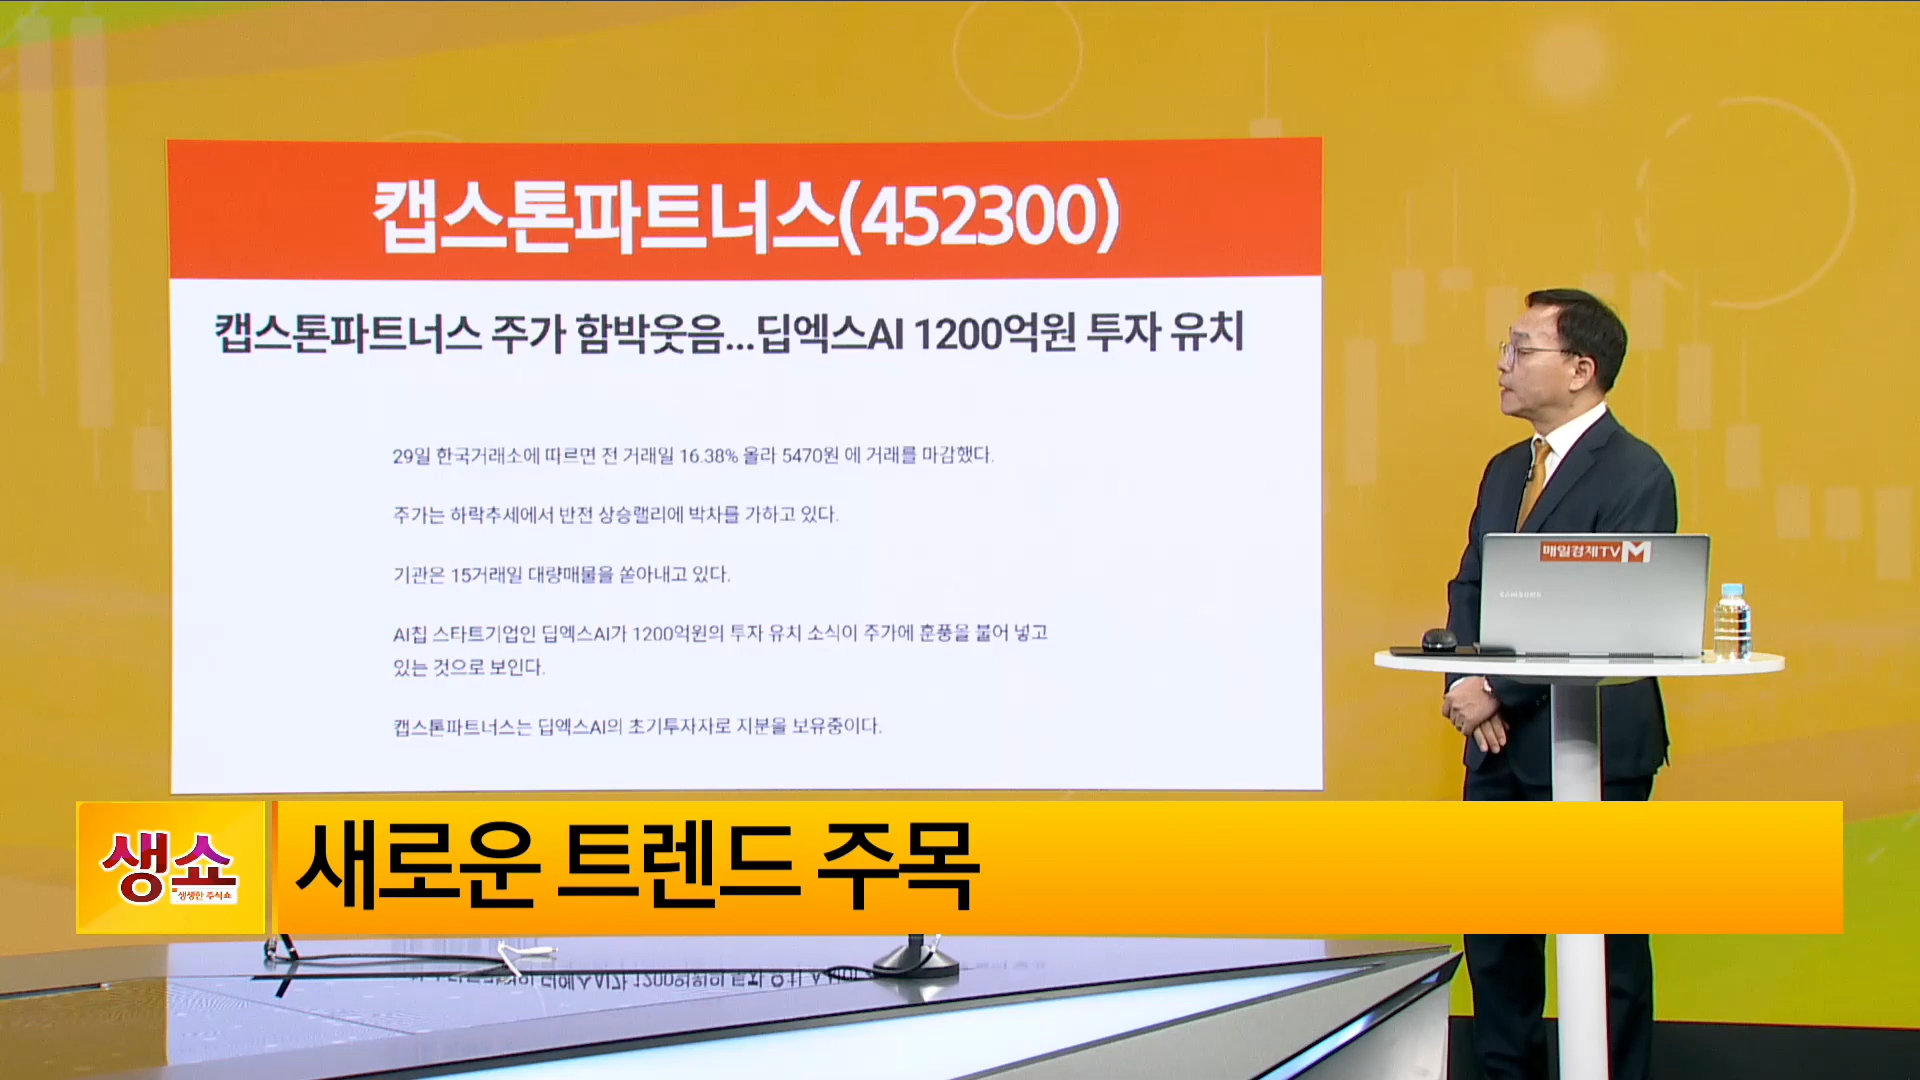 캡스톤파트너스(452300)
캡스톤파트너스 주가 함박웃음...딥엑스AI 1200억원 투자 유치
29일 한국거래소에 따르면 전 거래일 16.38% 올라 5470원 에 거래를 마감했다.
주가는 하락추세에서 반전 상승랠리에 박차를 가하고 있다.
기관은 15거래일 대량매물을 쏟아내고 있다.
AI칩 스타트기업인 딥엑스AI가 1200억원의 투자 유치 소식이 주가에 훈풍을 불어 넣고
있는 것으로 보인다.
캡스톤파트너스는 딥엑스AI의 초기투자자로 지분을 보유중이다.
매일경제TV M
SAMSUNG
생쇼
생생한 주식쇼
새로운 트렌드 주목